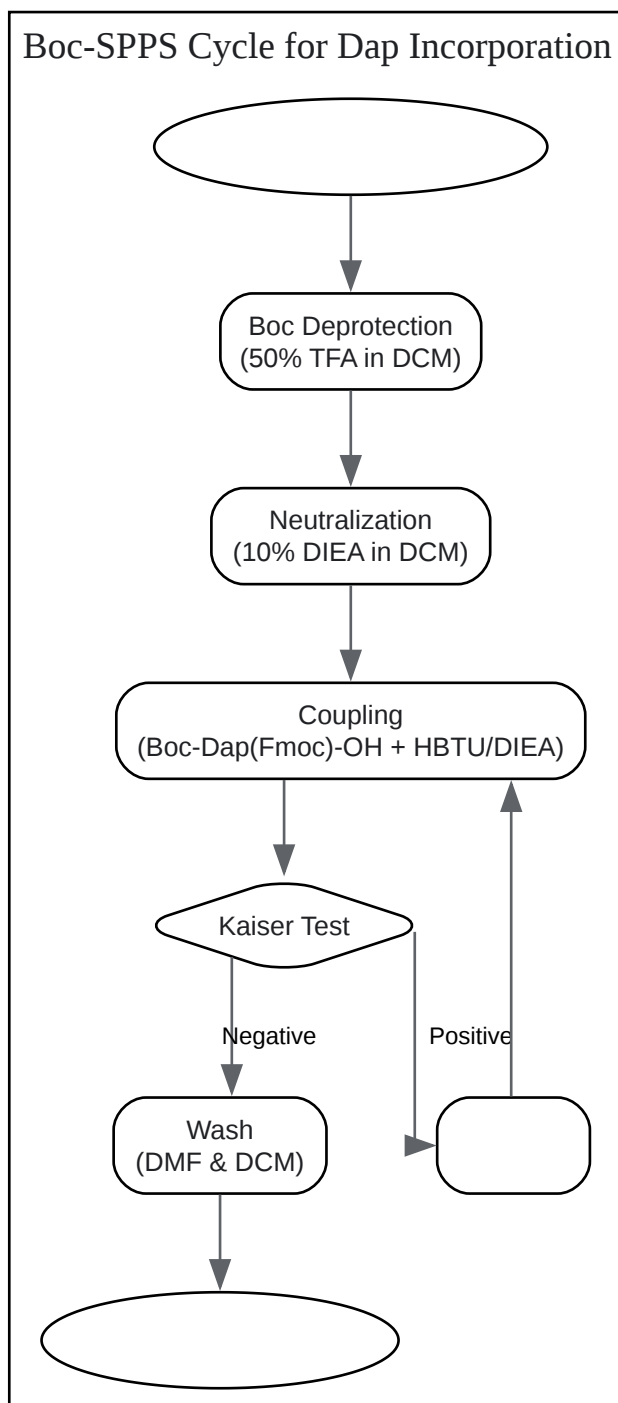 Boc-SPPS Cycle for Dap Incorporation
Boc Deprotection
(50% TFA in DCM)
Neutralization
(10% DIEA in DCM)
Coupling
(Boc-Dap(Fmoc)-OH + HBTU/DIEA)
Kaiser Test
Negative
Positive
Wash
(DMF & DCM)